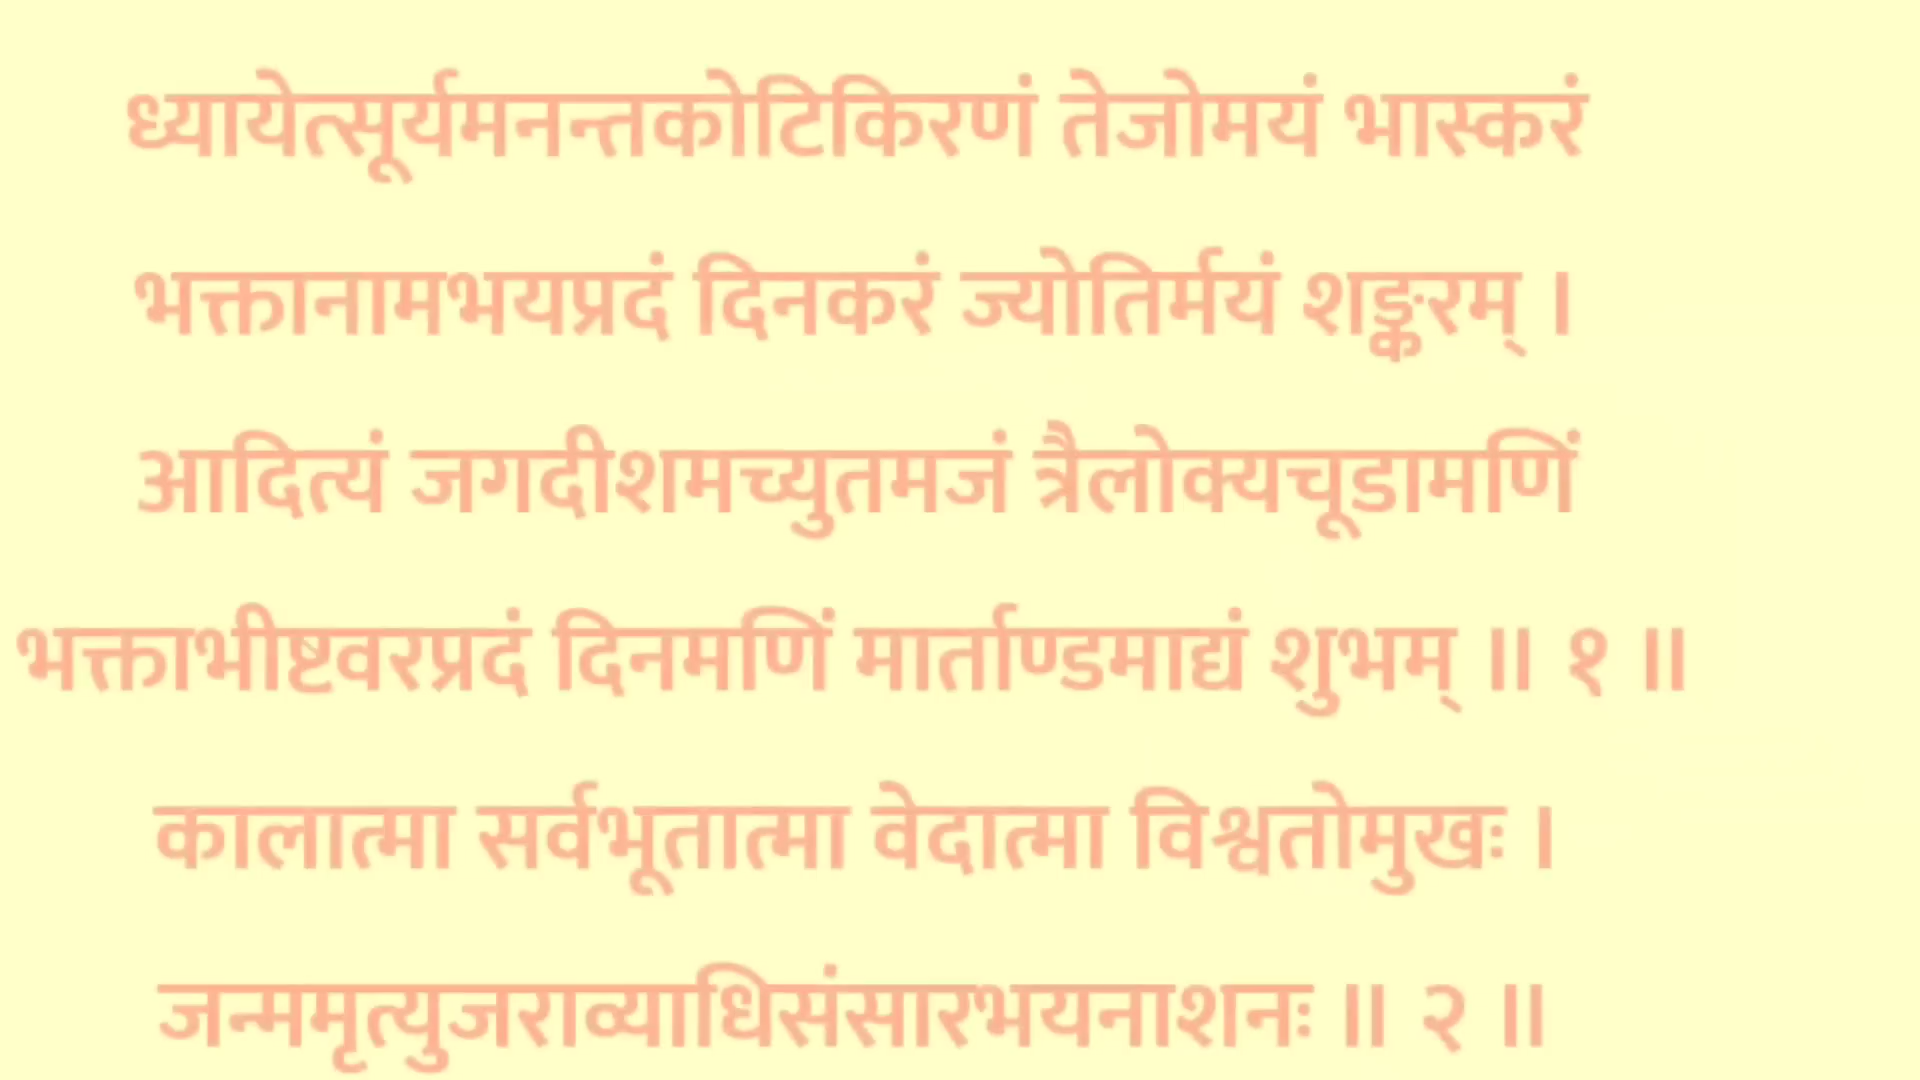 ध्यायेत्सूर्यमनन्तकोटिकिरणं तेजोमयं भास्करं
भक्तानामभयप्रदं दिनकरं ज्योतिर्मयं शङ्करम् ।
आदित्यं जगदीशमच्युतमजं त्रैलोक्यचूडामणिं
भक्ताभीष्टवरप्रदं दिनमणिं मार्ताण्डमाद्यं शुभम् ॥ १ ॥
कालात्मा सर्वभूतात्मा वेदात्मा विश्वतोमुखः ।
जन्ममृत्युजराव्याधिसंसारभयनाशनः ॥ २ ॥